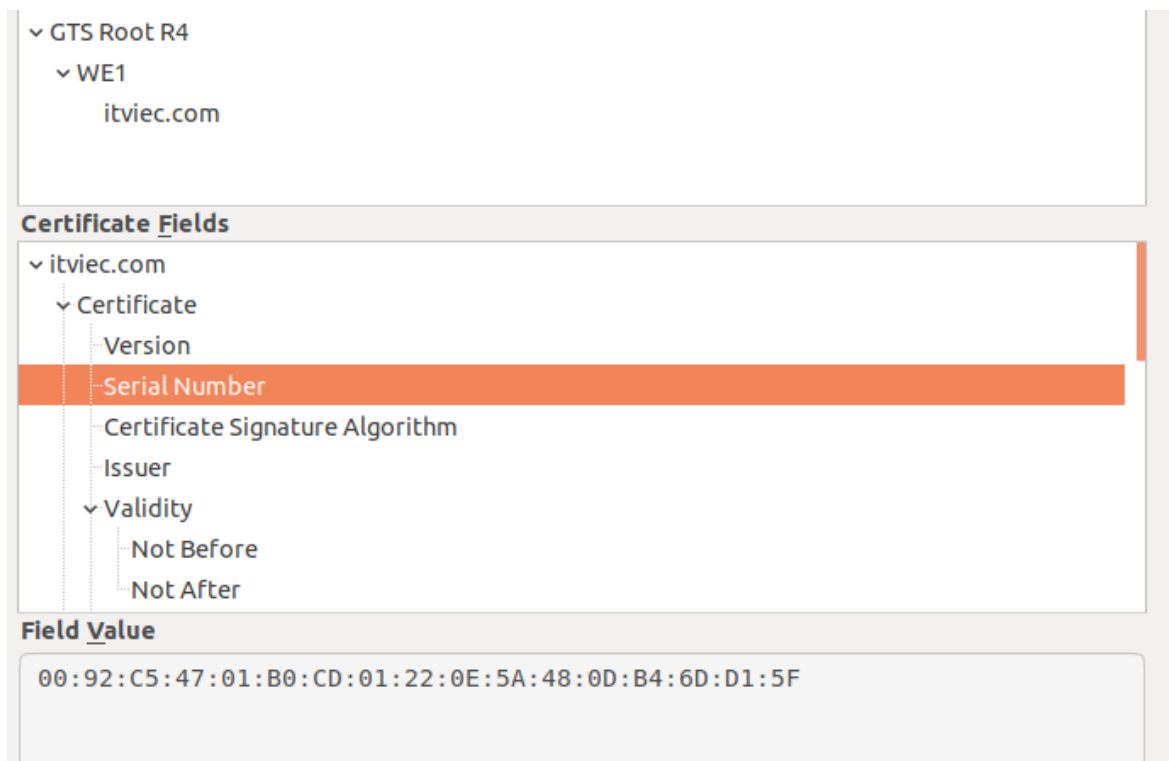 GTS Root R4
WE1
itviec.com
Certificate Fields
itviec.com
Certificate
Version
Serial Number
Certificate Signature Algorithm
Issuer
Validity
Not Before
Not After
Field Value
00:92:C5:47:01:B0:CD:01:22:0E:5A:48:0D:B4:6D:D1:5F